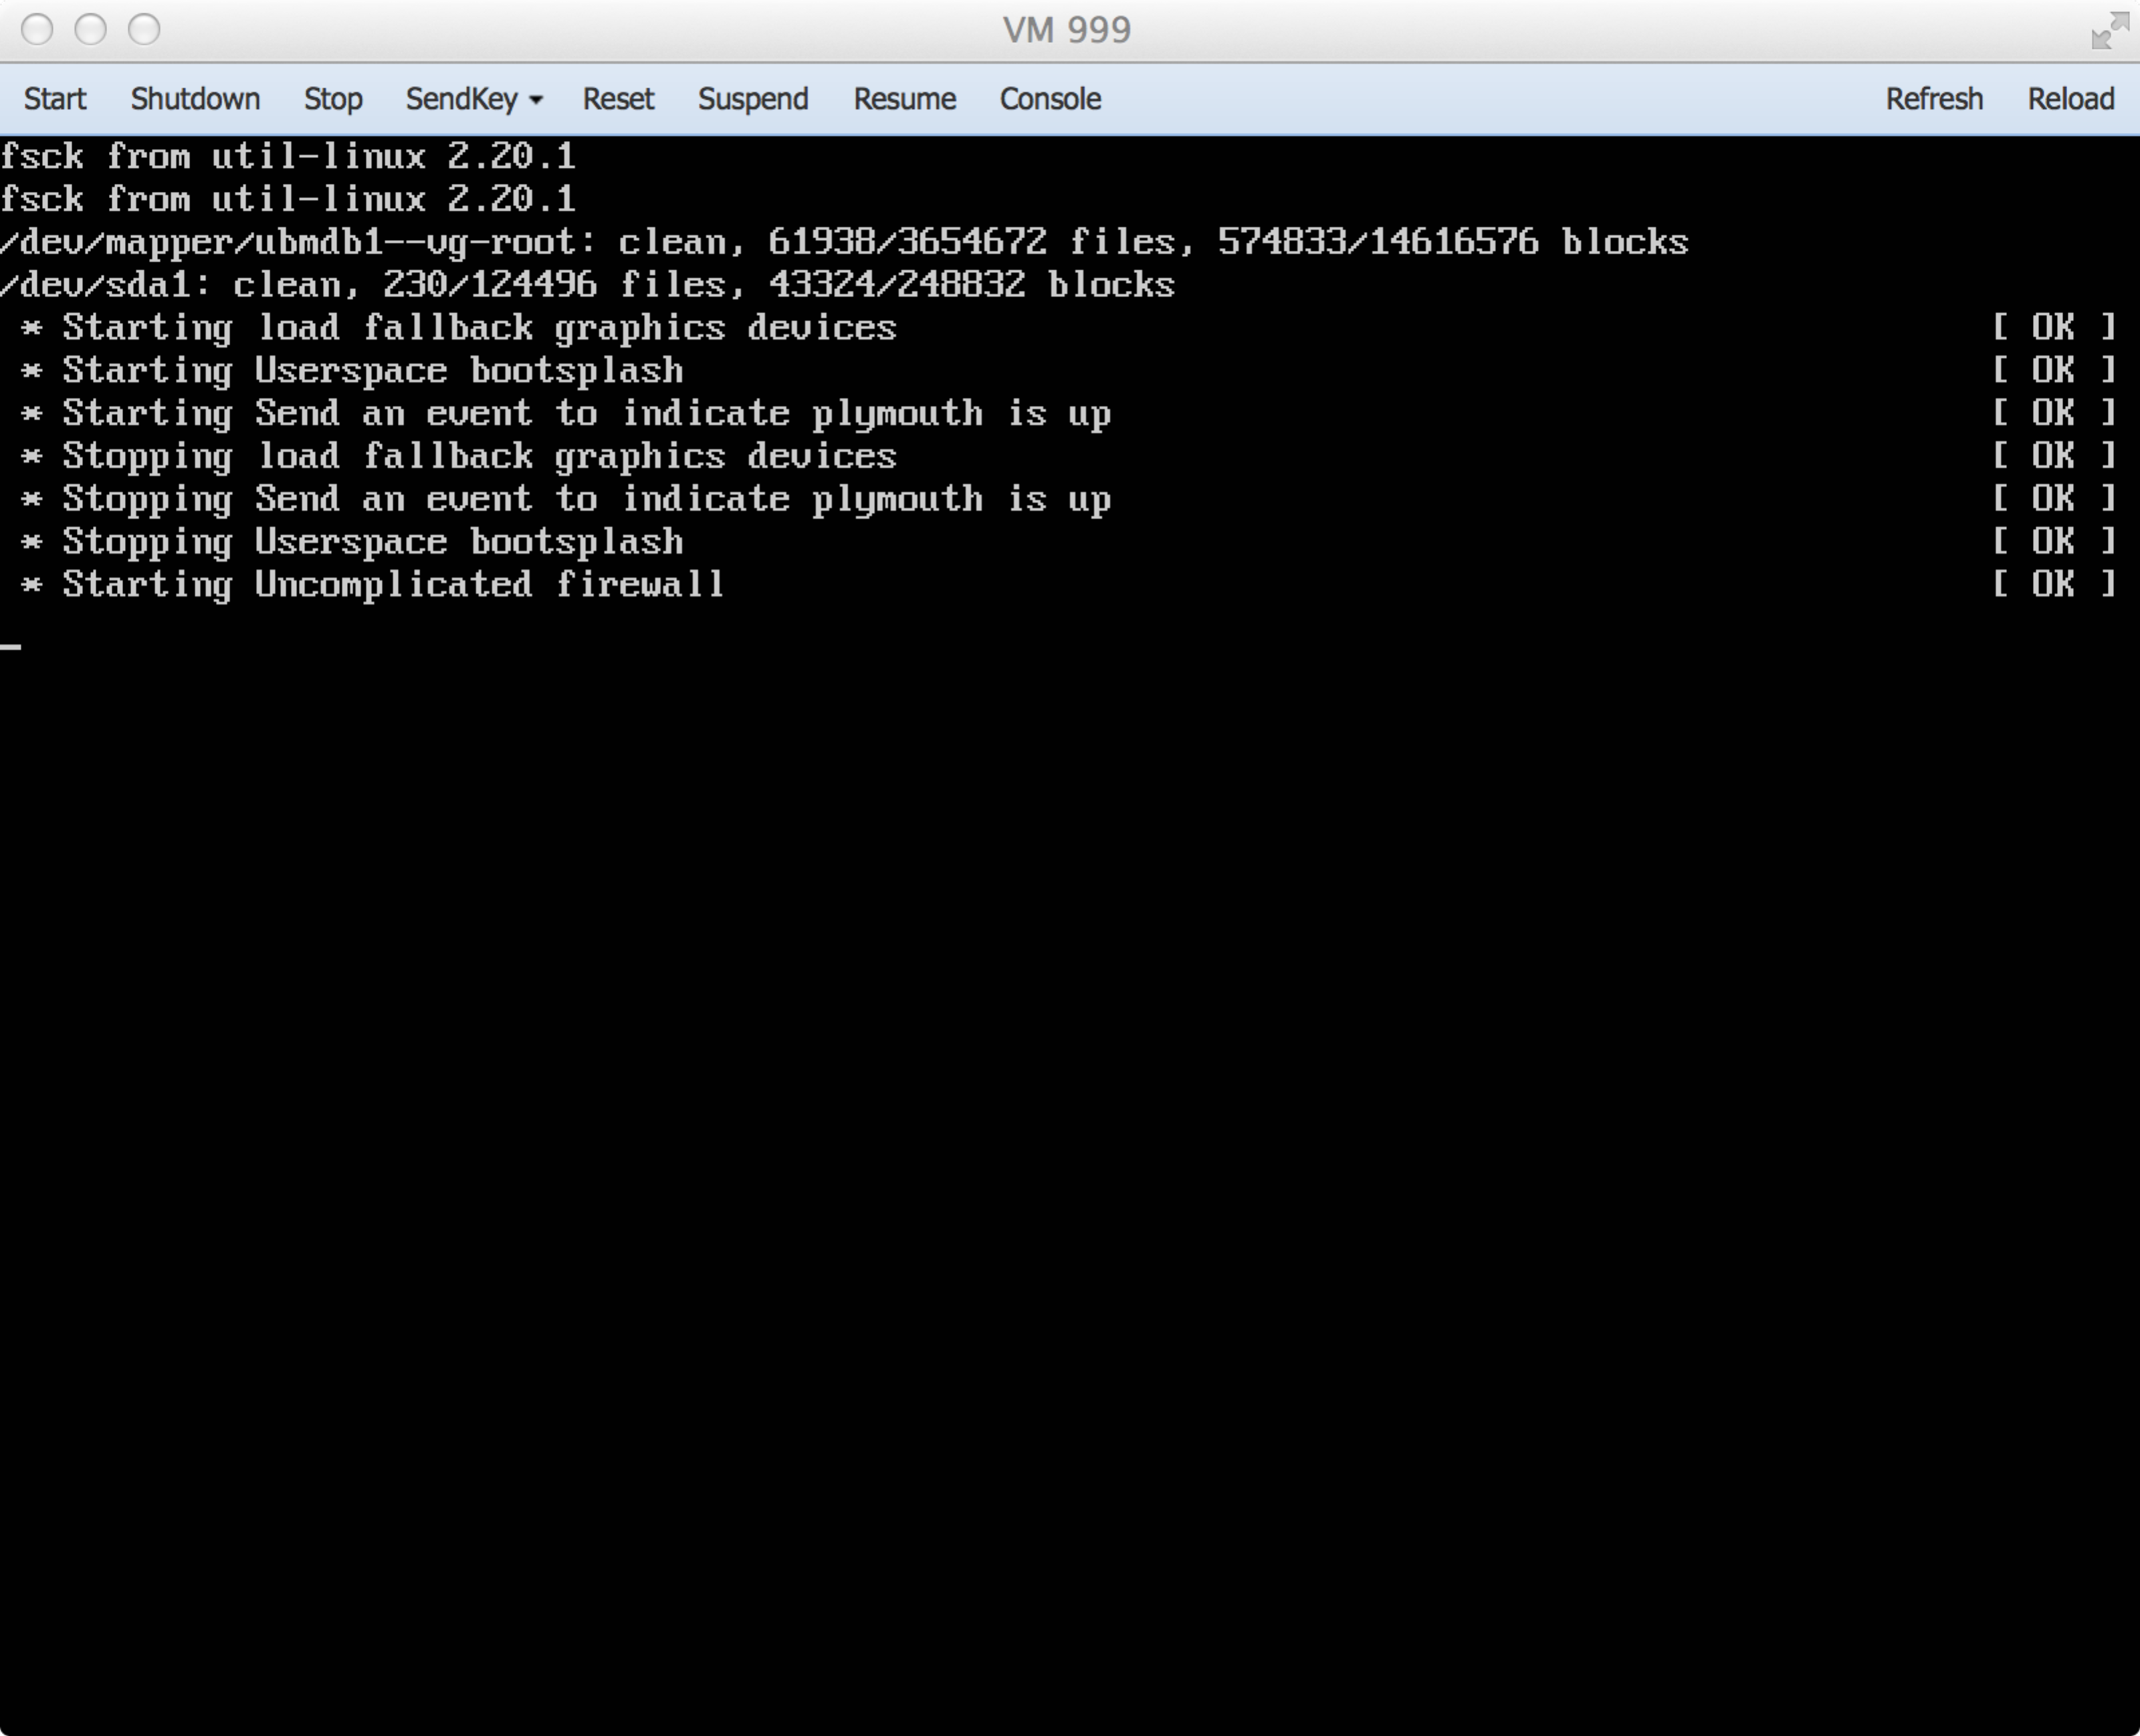 VM 999
Start Shutdown Stop SendKey Reset Suspend Resume Console Refresh Reload
fsck from util-linux 2.20.1
fsck from util-linux 2.20.1
/dev/mapper/ubmdb1--vg-root: clean, 61938/3654672 files, 574833/14616576 blocks
/dev/sda1: clean, 230/124496 files, 43324/248832 blocks
* Starting load fallback graphics devices [ OK ]
* Starting Userspace bootsplash [ OK ]
* Starting Send an event to indicate plymouth is up [ OK ]
* Stopping load fallback graphics devices [ OK ]
* Stopping Send an event to indicate plymouth is up [ OK ]
* Stopping Userspace bootsplash [ OK ]
* Starting Uncomplicated firewall [ OK ]
_